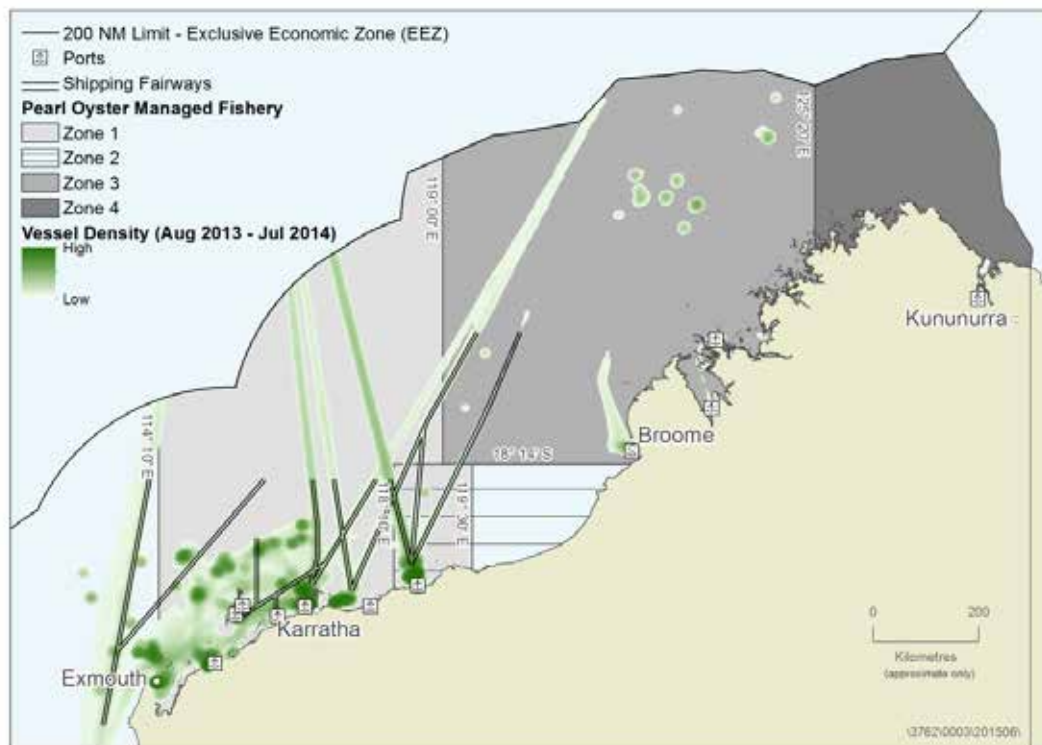 200 NM Limit - Exclusive Economic Zone (EEZ)
Ports
Shipping Fairways
Pearl Oyster Managed Fishery
Zone 1
Zone 2
Zone 3
Zone 4
Vessel Density (Aug 2013 - Jul 2014)
High
Low
119° 00' E
125° 20' E
114° 10' E
18° 14' S
118° 10' E
119° 30' E
Kununurra
Broome
Karratha
Exmouth
0
200
Kilometres
(approximate only)
\3762\0003\201506\